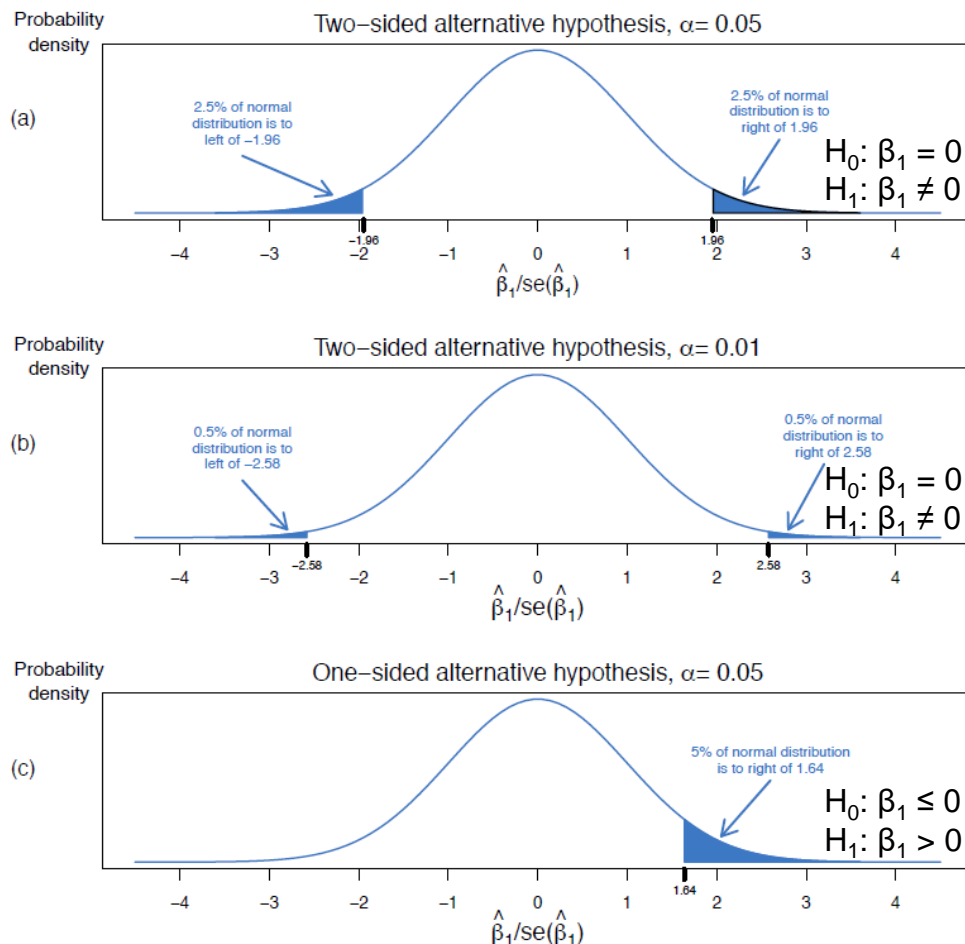 Probability density
Two−sided alternative hypothesis, α= 0.05
(a)
2.5% of normal
distribution is to
left of −1.96
2.5% of normal
distribution is to
right of 1.96
H₀: β₁ = 0
H₁: β₁ ≠ 0
−1.96
1.96
−4 −3 −2 −1 0 1 2 3 4
β̂₁/se(β̂₁)
Probability density
Two−sided alternative hypothesis, α= 0.01
(b)
0.5% of normal
distribution is to
left of −2.58
0.5% of normal
distribution is to
right of 2.58
H₀: β₁ = 0
H₁: β₁ ≠ 0
−2.58
2.58
−4 −3 −2 −1 0 1 2 3 4
β̂₁/se(β̂₁)
Probability density
One−sided alternative hypothesis, α= 0.05
(c)
5% of normal distribution
is to right of 1.64
H₀: β₁ ≤ 0
H₁: β₁ > 0
1.64
−4 −3 −2 −1 0 1 2 3 4
β̂₁/se(β̂₁)